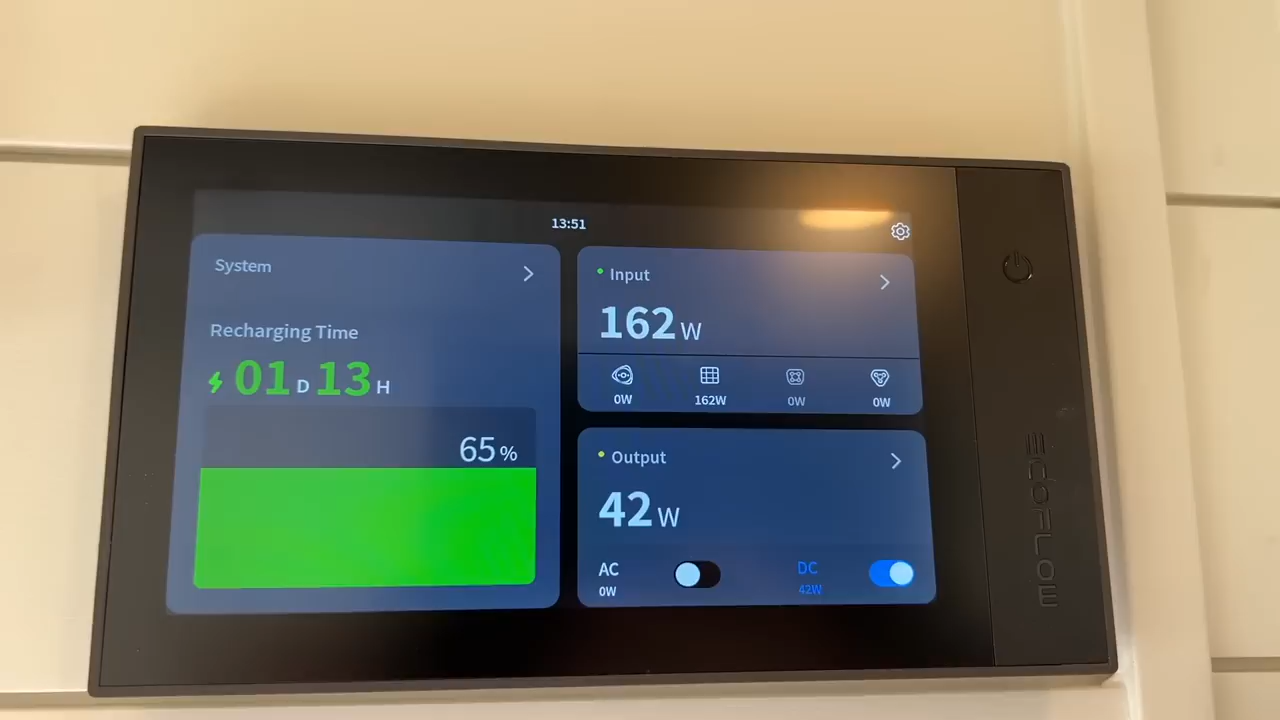 13:51
System
Recharging Time
01 D 13 H
65 %
Input
162 W
0W
162W
0W
0W
Output
42 W
AC
0W
DC
42W
ECOFLOW